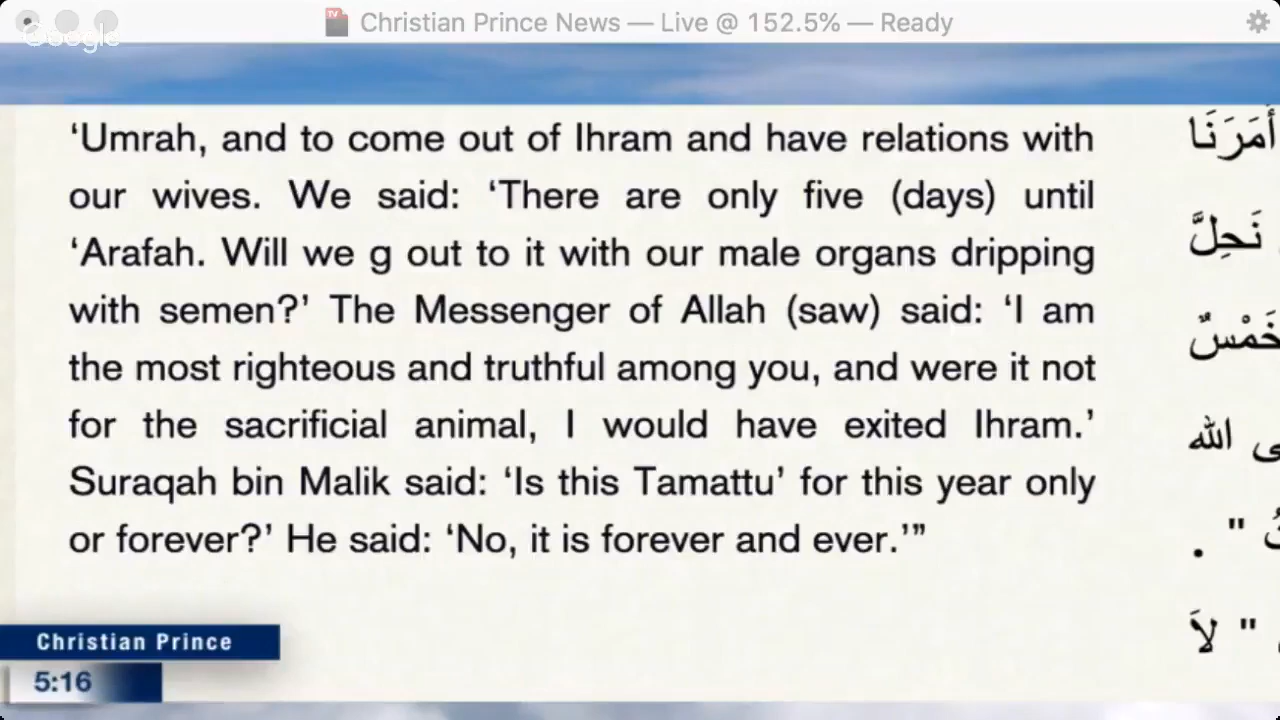 Christian Prince News — Live @ 152.5% — Ready
Google
‘Umrah, and to come out of Ihram and have relations with
our wives. We said: ‘There are only five (days) until
‘Arafah. Will we g out to it with our male organs dripping
with semen?’ The Messenger of Allah (saw) said: ‘I am
the most righteous and truthful among you, and were it not
for the sacrificial animal, I would have exited Ihram.’
Suraqah bin Malik said: ‘Is this Tamattu’ for this year only
or forever?’ He said: ‘No, it is forever and ever.’”
أَمَرَنَا
نَحِلَّ
خَمْسٌ
ى الله
" .
" لاَ
Christian Prince
5:16